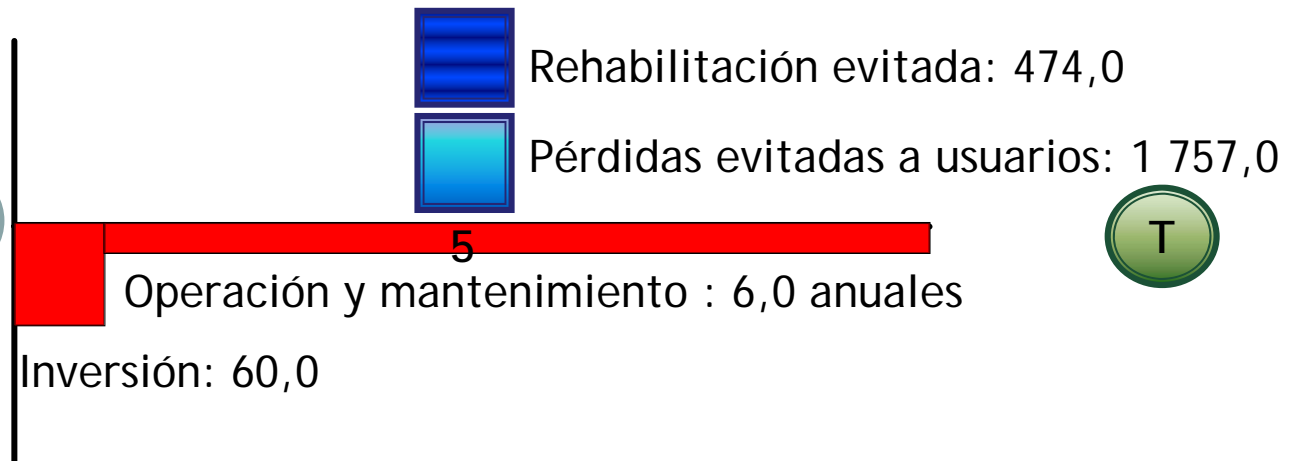 Rehabilitación evitada: 474,0
Pérdidas evitadas a usuarios: 1 757,0
T
5
Operación y mantenimiento : 6,0 anuales
Inversión: 60,0